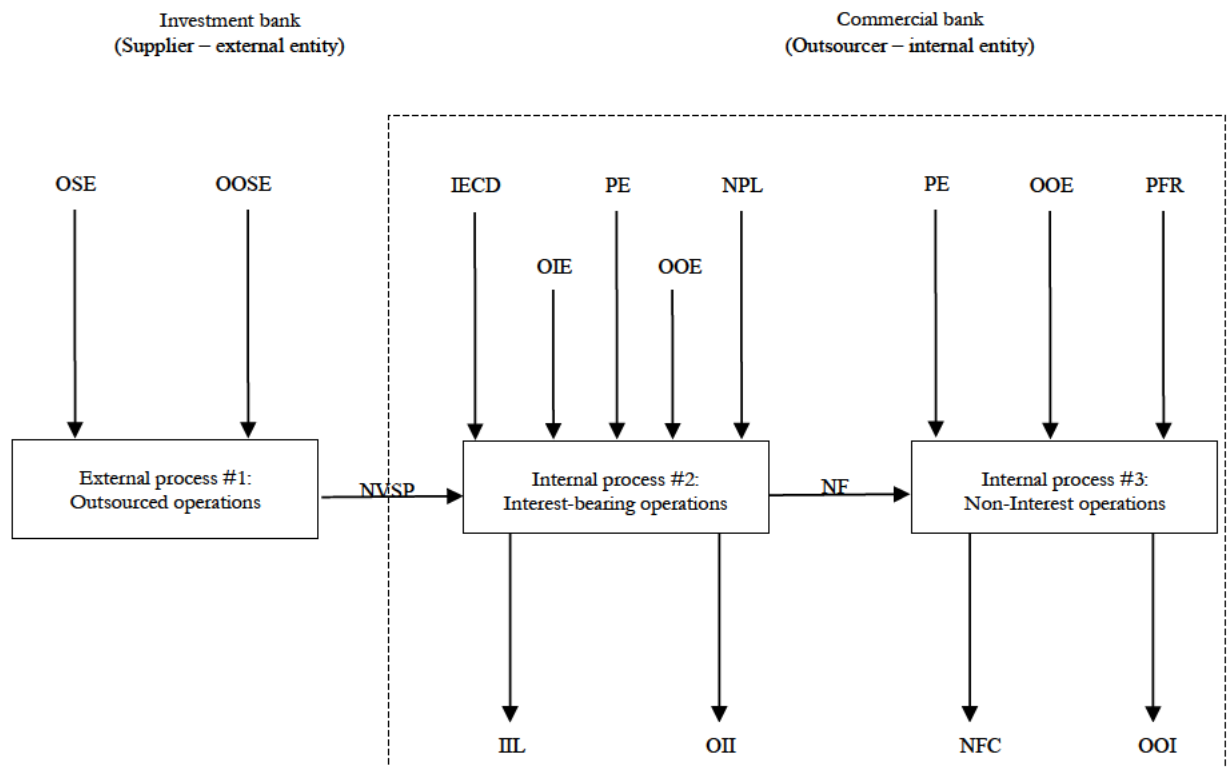 Investment bank
(Supplier – external entity)
Commercial bank
(Outsourcer – internal entity)
OSE
OOSE
IECD
PE
NPL
PE
OOE
PFR
OIE
OOE
External process #1:
Outsourced operations
NVSP
Internal process #2:
Interest-bearing operations
NF
Internal process #3:
Non-Interest operations
IIL
OII
NFC
OOI